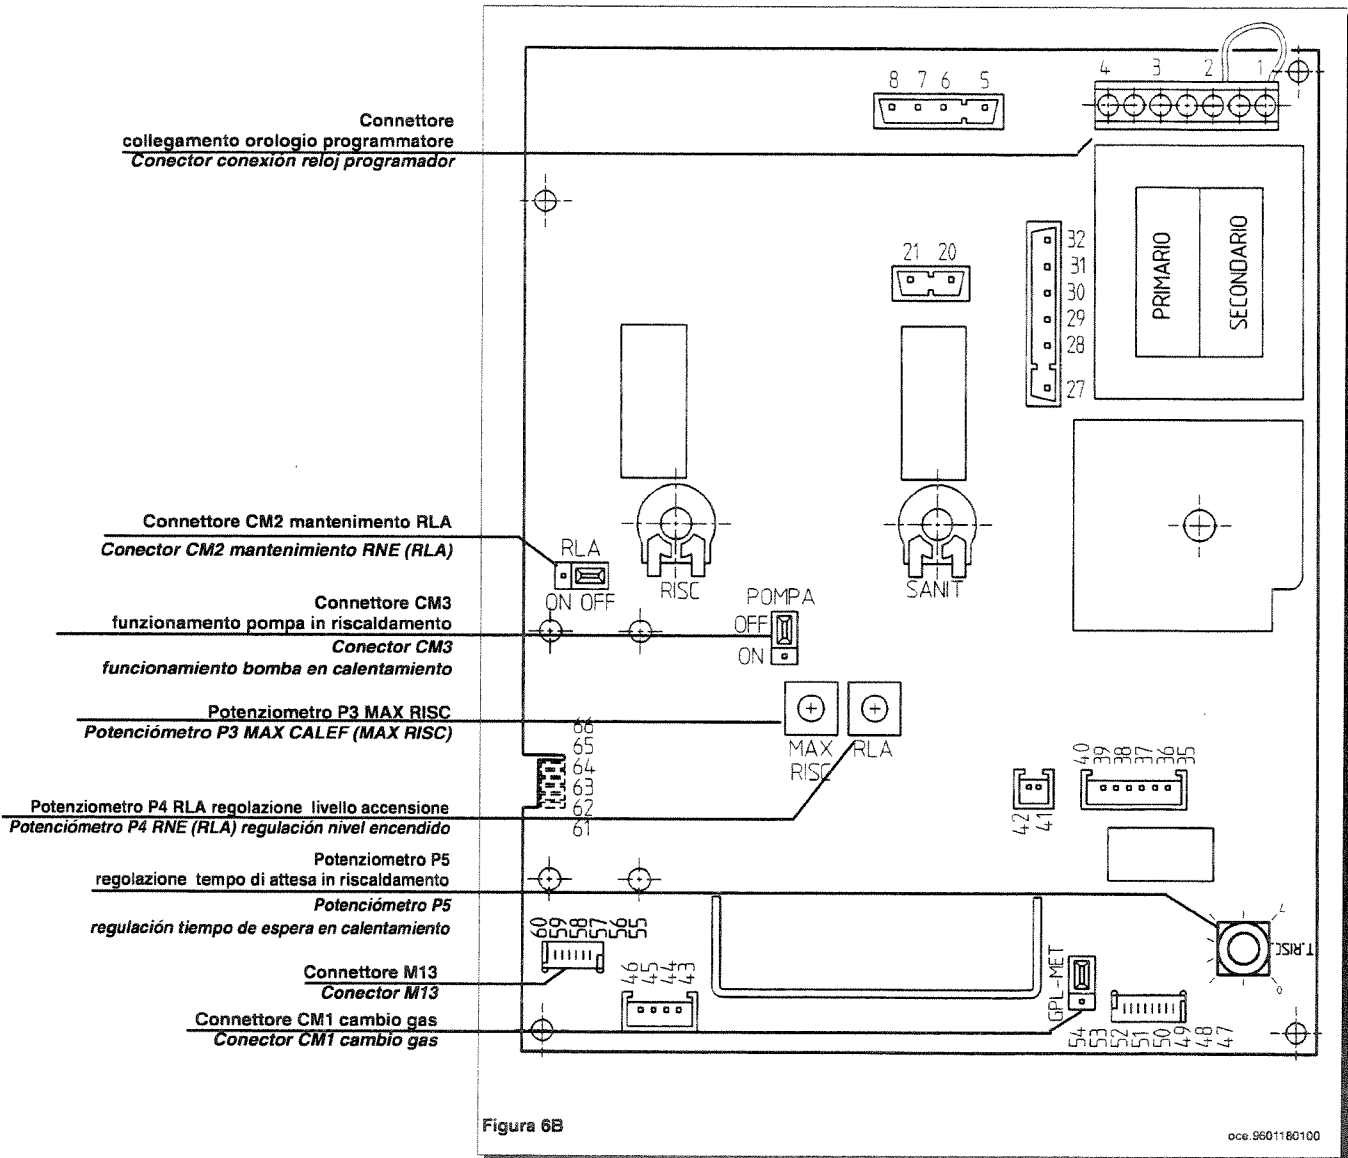 8 7 6 5
4 3 2 1
Connettore
collegamento orologio programmatore
Conector conexión reloj programador
PRIMARIO
SECONDARIO
21 20
32
31
30
29
28
27
Connettore CM2 mantenimento RLA
Conector CM2 mantenimiento RNE (RLA)
RLA
ON OFF
RISC
SANIT
Connettore CM3
funzionamento pompa in riscaldamento
Conector CM3
funcionamiento bomba en calentamiento
POMPA
OFF
ON
Potenziometro P3 MAX RISC
Potenciómetro P3 MAX CALEF (MAX RISC)
MAX
RISC
RLA
66
65
64
63
62
61
Potenziometro P4 RLA regolazione livello accensione
Potenciómetro P4 RNE (RLA) regulación nivel encendido
42 41
40 39 38 37 36 35
Potenziometro P5
regolazione tempo di attesa in riscaldamento
Potenciómetro P5
regulación tiempo de espera en calentamiento
60 59 58 57 56 55
T.RISC
0
Connettore M13
Conector M13
46 45 44 43
GPL-MET
Connettore CM1 cambio gas
Conector CM1 cambio gas
54 53 52 51 50 49 48 47
Figura 6B
oce.9601180100